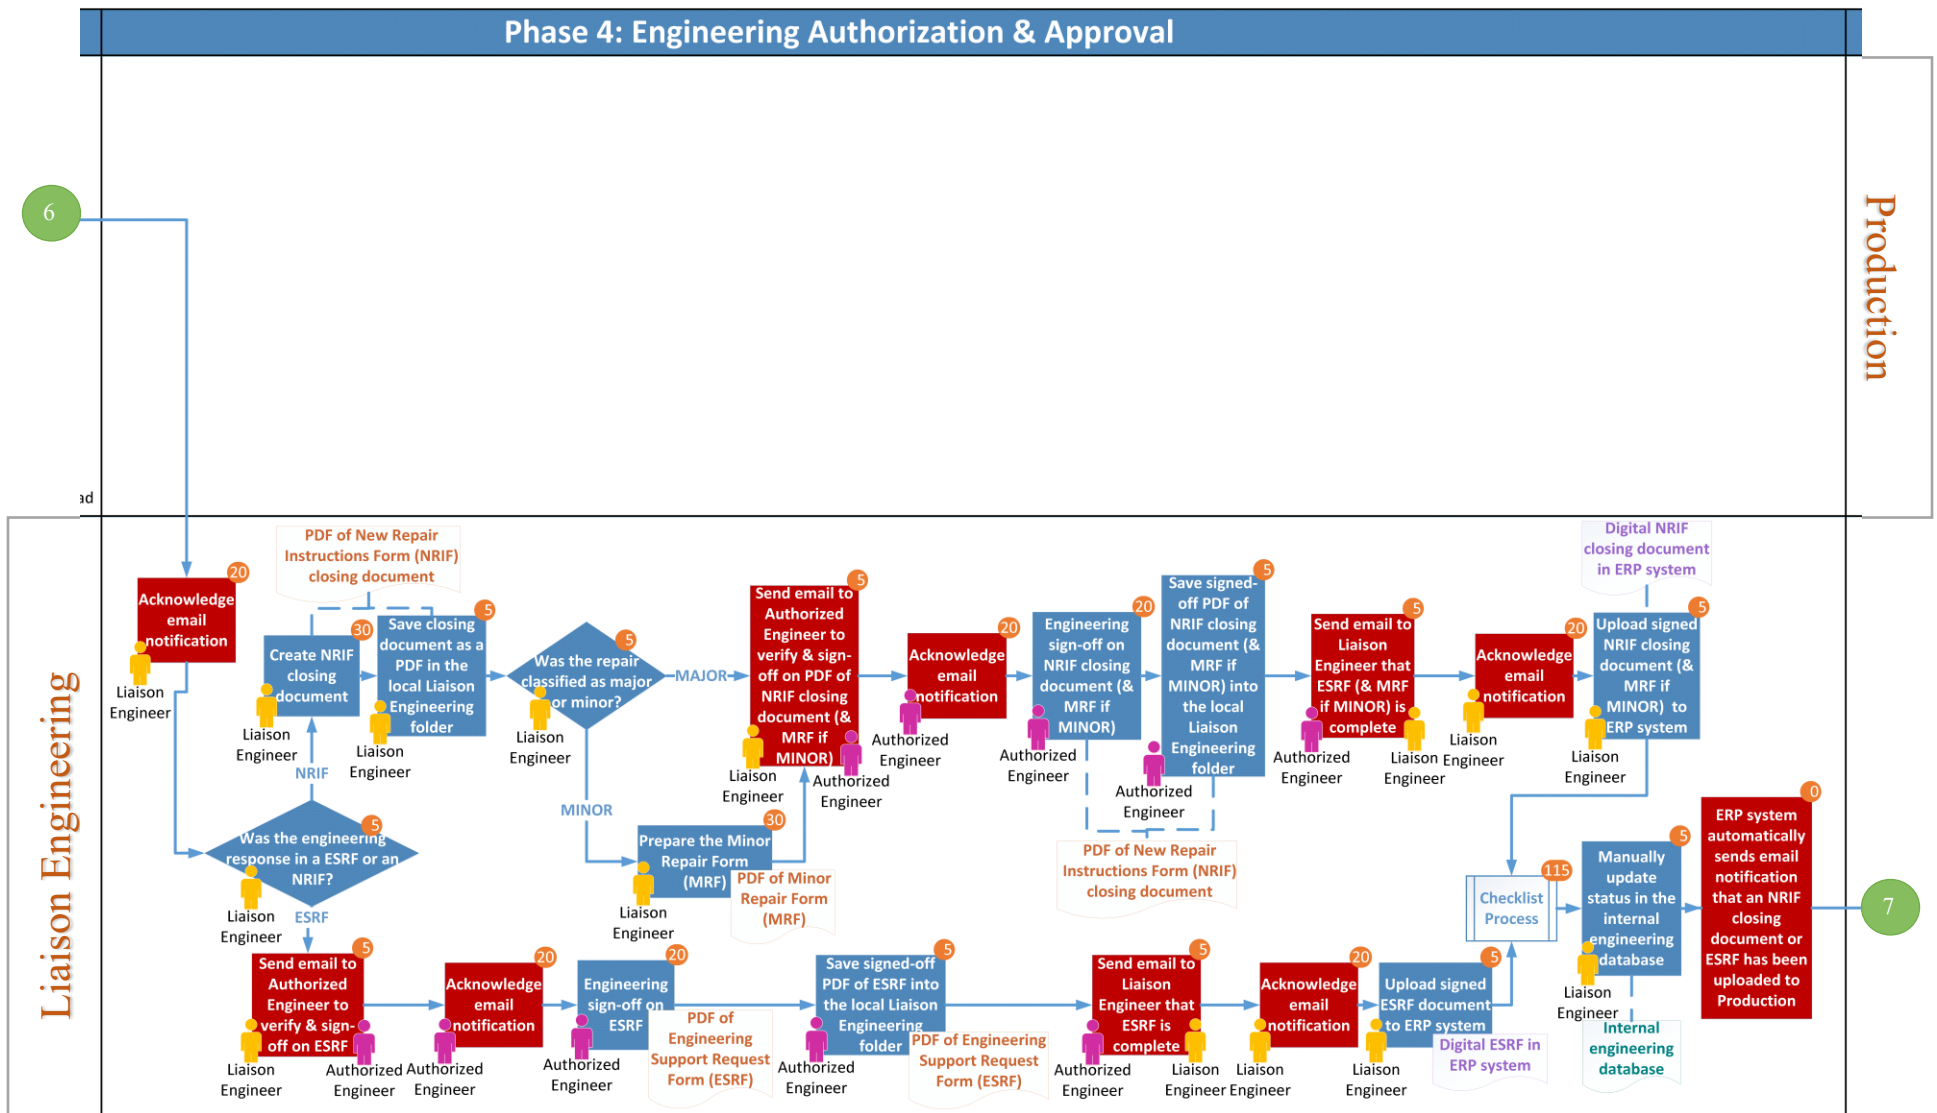 Phase 4: Engineering Authorization & Approval
6
Production
ad
Liaison Engineering
20
Acknowledge
email
notification
Liaison
Engineer
PDF of New Repair
Instructions Form (NRIF)
closing document
30
Create NRIF
closing
document
Liaison
Engineer
5
Save closing
document as a
PDF in the
local Liaison
Engineering
folder
Liaison
Engineer
NRIF
5
Was the engineering
response in a ESRF or an
NRIF?
Liaison
Engineer
ESRF
5
Was the repair
classified as major
or minor?
Liaison
Engineer
MAJOR
MINOR
30
Prepare the Minor
Repair Form
(MRF)
Liaison
Engineer
PDF of Minor
Repair Form
(MRF)
5
Send email to
Authorized
Engineer to
verify & sign-
off on PDF of
NRIF closing
document (&
MRF if
MINOR)
Liaison
Engineer
Authorized
Engineer
20
Acknowledge
email
notification
Authorized
Engineer
20
Engineering
sign-off on
NRIF closing
document (&
MRF if
MINOR)
Authorized
Engineer
5
Save signed-
off PDF of
NRIF closing
document (&
MRF if
MINOR) into
the local
Liaison
Engineering
folder
Authorized
Engineer
PDF of New Repair
Instructions Form (NRIF)
closing document
5
Send email to
Liaison
Engineer that
ESRF (& MRF
if MINOR) is
complete
Authorized
Engineer
Liaison
Engineer
20
Acknowledge
email
notification
Liaison
Engineer
Digital NRIF
closing document
in ERP system
5
Upload signed
NRIF closing
document (&
MRF if
MINOR) to
ERP system
Liaison
Engineer
5
Send email to
Authorized
Engineer to
verify & sign-
off on ESRF
Liaison
Engineer
Authorized
Engineer
20
Acknowledge
email
notification
Authorized
Engineer
20
Engineering
sign-off on
ESRF
Authorized
Engineer
PDF of
Engineering
Support Request
Form (ESRF)
5
Save signed-off
PDF of ESRF into
the local Liaison
Engineering
folder
Authorized
Engineer
PDF of Engineering
Support Request
Form (ESRF)
5
Send email to
Liaison
Engineer that
ESRF is
complete
Authorized
Engineer
Liaison
Engineer
20
Acknowledge
email
notification
Liaison
Engineer
5
Upload signed
ESRF document
to ERP system
Liaison
Engineer
Digital ESRF in
ERP system
115
Checklist
Process
5
Manually
update
status in the
internal
engineering
database
Liaison
Engineer
Internal
engineering
database
0
ERP system
automatically
sends email
notification
that an NRIF
closing
document or
ESRF has been
uploaded to
Production
7